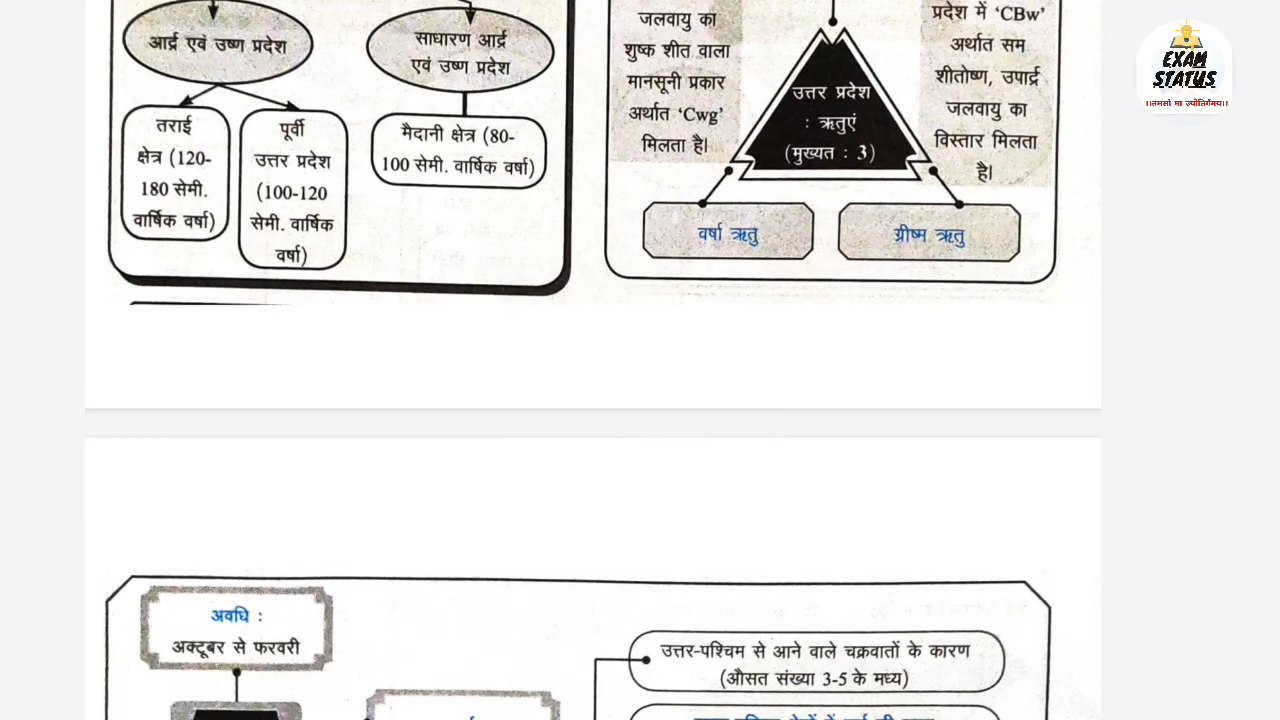 आर्द्र एवं उष्ण प्रदेश
साधारण आर्द्र
एवं उष्ण प्रदेश
तराई
क्षेत्र (120-
180 सेमी.
वार्षिक वर्षा)
पूर्वी
उत्तर प्रदेश
(100-120
सेमी. वार्षिक
वर्षा)
मैदानी क्षेत्र (80-
100 सेमी. वार्षिक वर्षा)
जलवायु का
शुष्क शीत वाला
मानसूनी प्रकार
अर्थात ‘Cwg’
मिलता है।
उत्तर प्रदेश
: ऋतुएं
(मुख्यत : 3)
प्रदेश में ‘CBw’
अर्थात सम
शीतोष्ण, उपार्द्र
जलवायु का
विस्तार मिलता
है।
वर्षा ऋतु
ग्रीष्म ऋतु
EXAM
STATUS
।।तमसो मा ज्योतिर्गमय।।
अवधि :
अक्टूबर से फरवरी
उत्तर-पश्चिम से आने वाले चक्रवातों के कारण
(औसत संख्या 3-5 के मध्य)